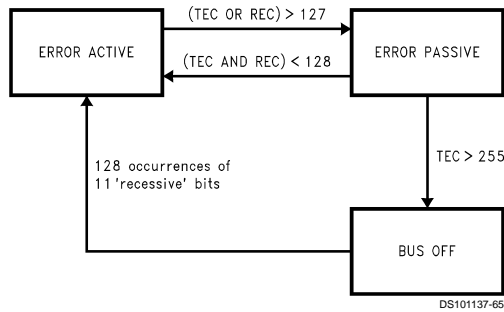 (TEC OR REC) > 127
ERROR ACTIVE
ERROR PASSIVE
(TEC AND REC) < 128
128 occurrences of
11 'recessive' bits
TEC > 255
BUS OFF
DS101137-65